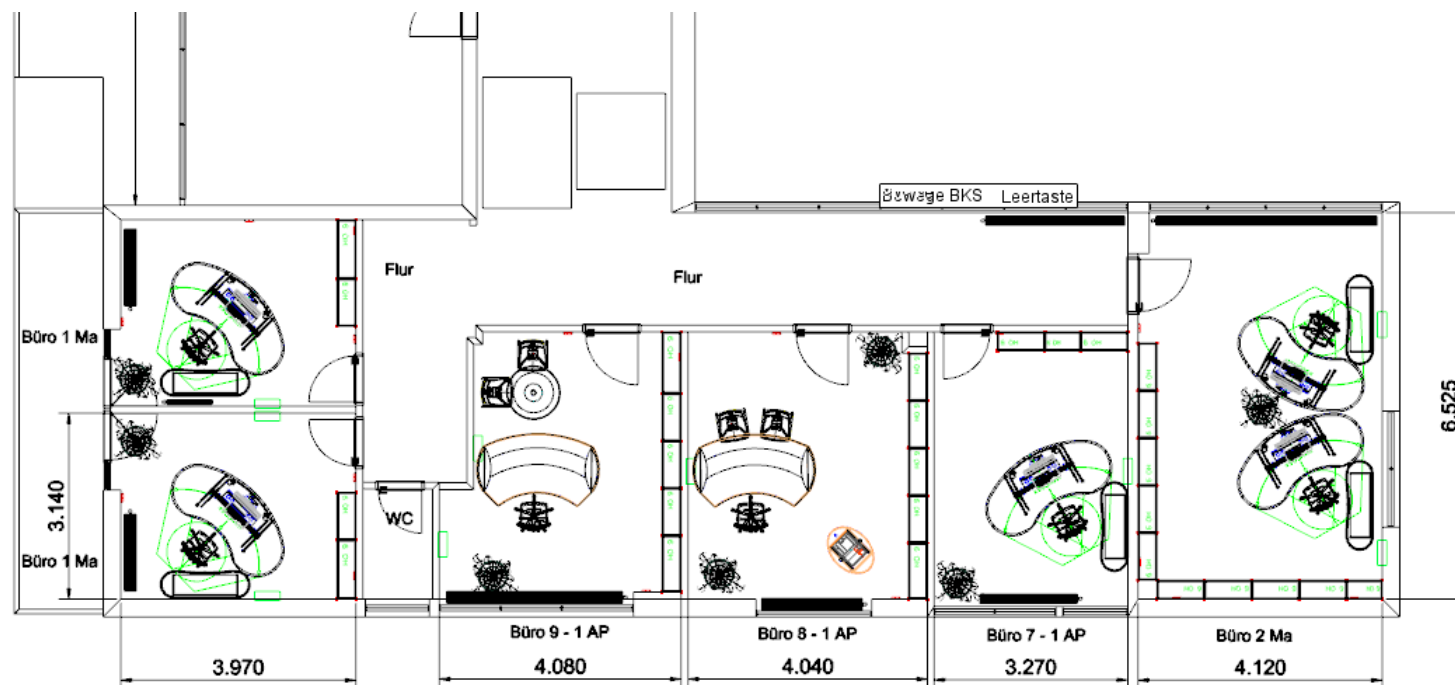 BKS Leertaste
Flur
Flur
Büro 1 Ma
6.525
3.140
WC
Büro 1 Ma
Büro 9 - 1 AP
Büro 8 - 1 AP
Büro 7 - 1 AP
Büro 2 Ma
3.970
4.080
4.040
3.270
4.120